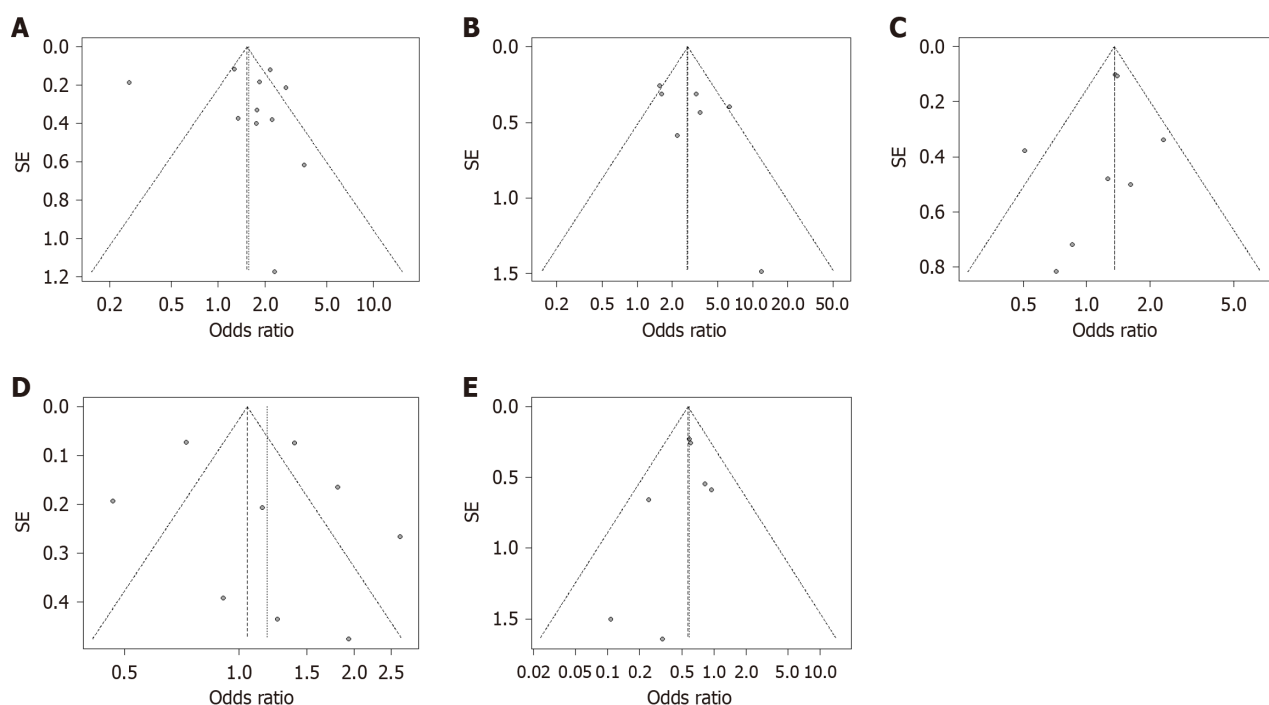 A
0.0
0.2
0.4
0.6
0.8
1.0
1.2
SE
0.2 0.5 1.0 2.0 5.0 10.0
Odds ratio
B
0.0
0.5
1.0
1.5
SE
0.2 0.5 1.0 2.0 5.0 10.0 20.0 50.0
Odds ratio
C
0.0
0.2
0.4
0.6
0.8
SE
0.5 1.0 2.0 5.0
Odds ratio
D
0.0
0.1
0.2
0.3
0.4
SE
0.5 1.0 1.5 2.0 2.5
Odds ratio
E
0.0
0.5
1.0
1.5
SE
0.02 0.05 0.1 0.2 0.5 1.0 2.0 5.0 10.0
Odds ratio